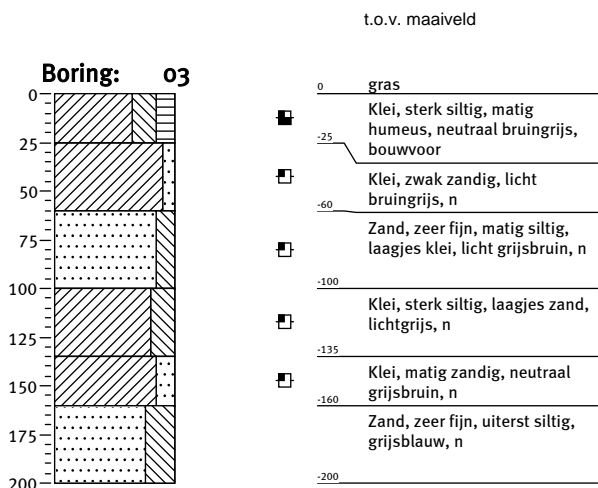 t.o.v. maaiveld
Boring: 03
0
25
50
75
100
125
150
175
200
0
gras
Klei, sterk siltig, matig
humeus, neutraal bruingrijs,
bouwvoor
-25
Klei, zwak zandig, licht
bruingrijs, n
-60
Zand, zeer fijn, matig siltig,
laagjes klei, licht grijsbruin, n
-100
Klei, sterk siltig, laagjes zand,
lichtgrijs, n
-135
Klei, matig zandig, neutraal
grijsbruin, n
-160
Zand, zeer fijn, uiterst siltig,
grijsblauw, n
-200